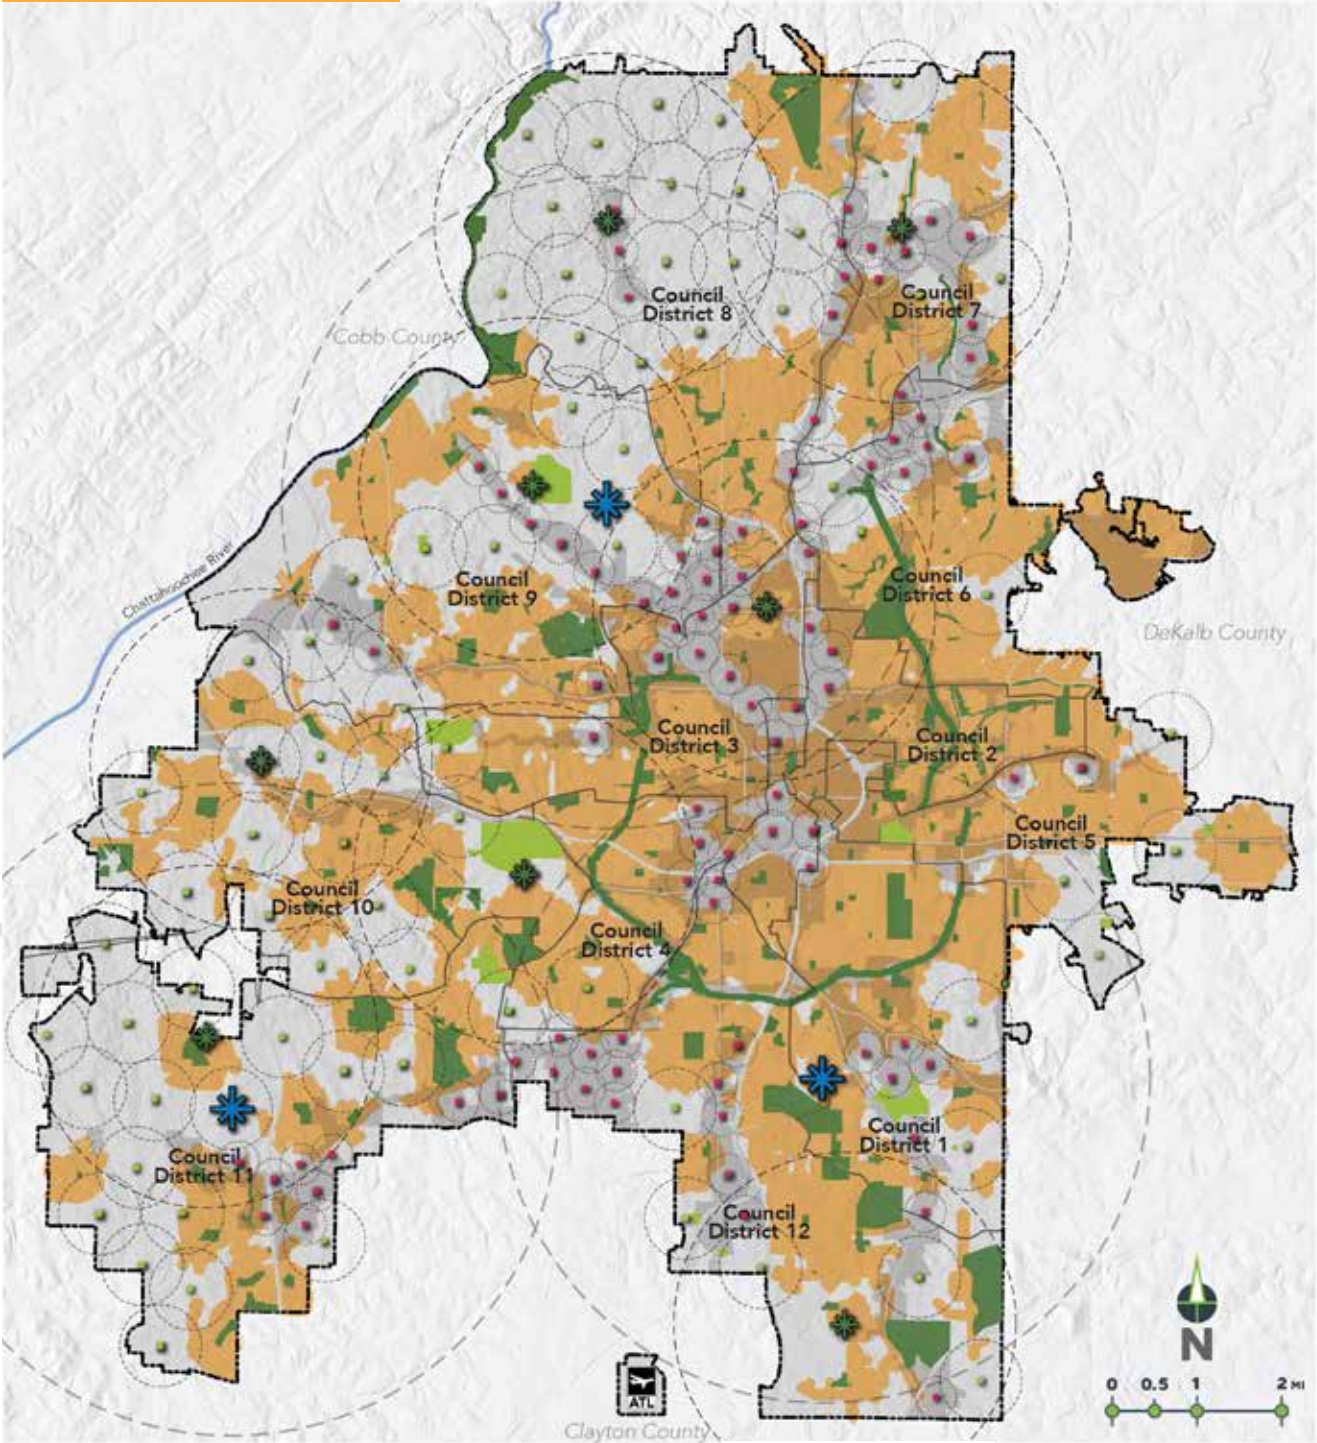 Council
District 8
Council
District 7
Cobb County
Council
District 9
Council
District 6
Chattahoochee River
DeKalb County
Council
District 3
Council
District 2
Council
District 5
Council
District 10
Council
District 4
Council
District 1
Council
District 11
Council
District 12
N
0 0.5 1 2 MI
ATL
Clayton County